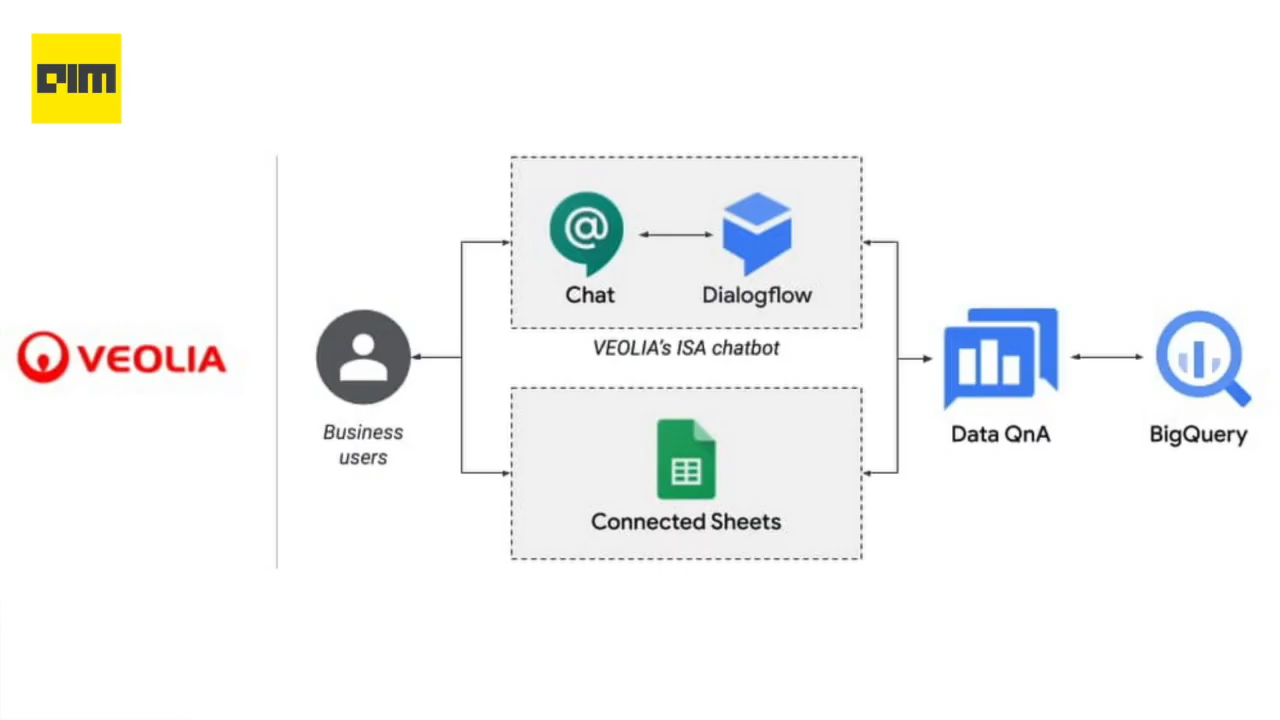 AIM
VEOLIA
Business
users
@
Chat
Dialogflow
VEOLIA's ISA chatbot
Connected Sheets
Data QnA
BigQuery